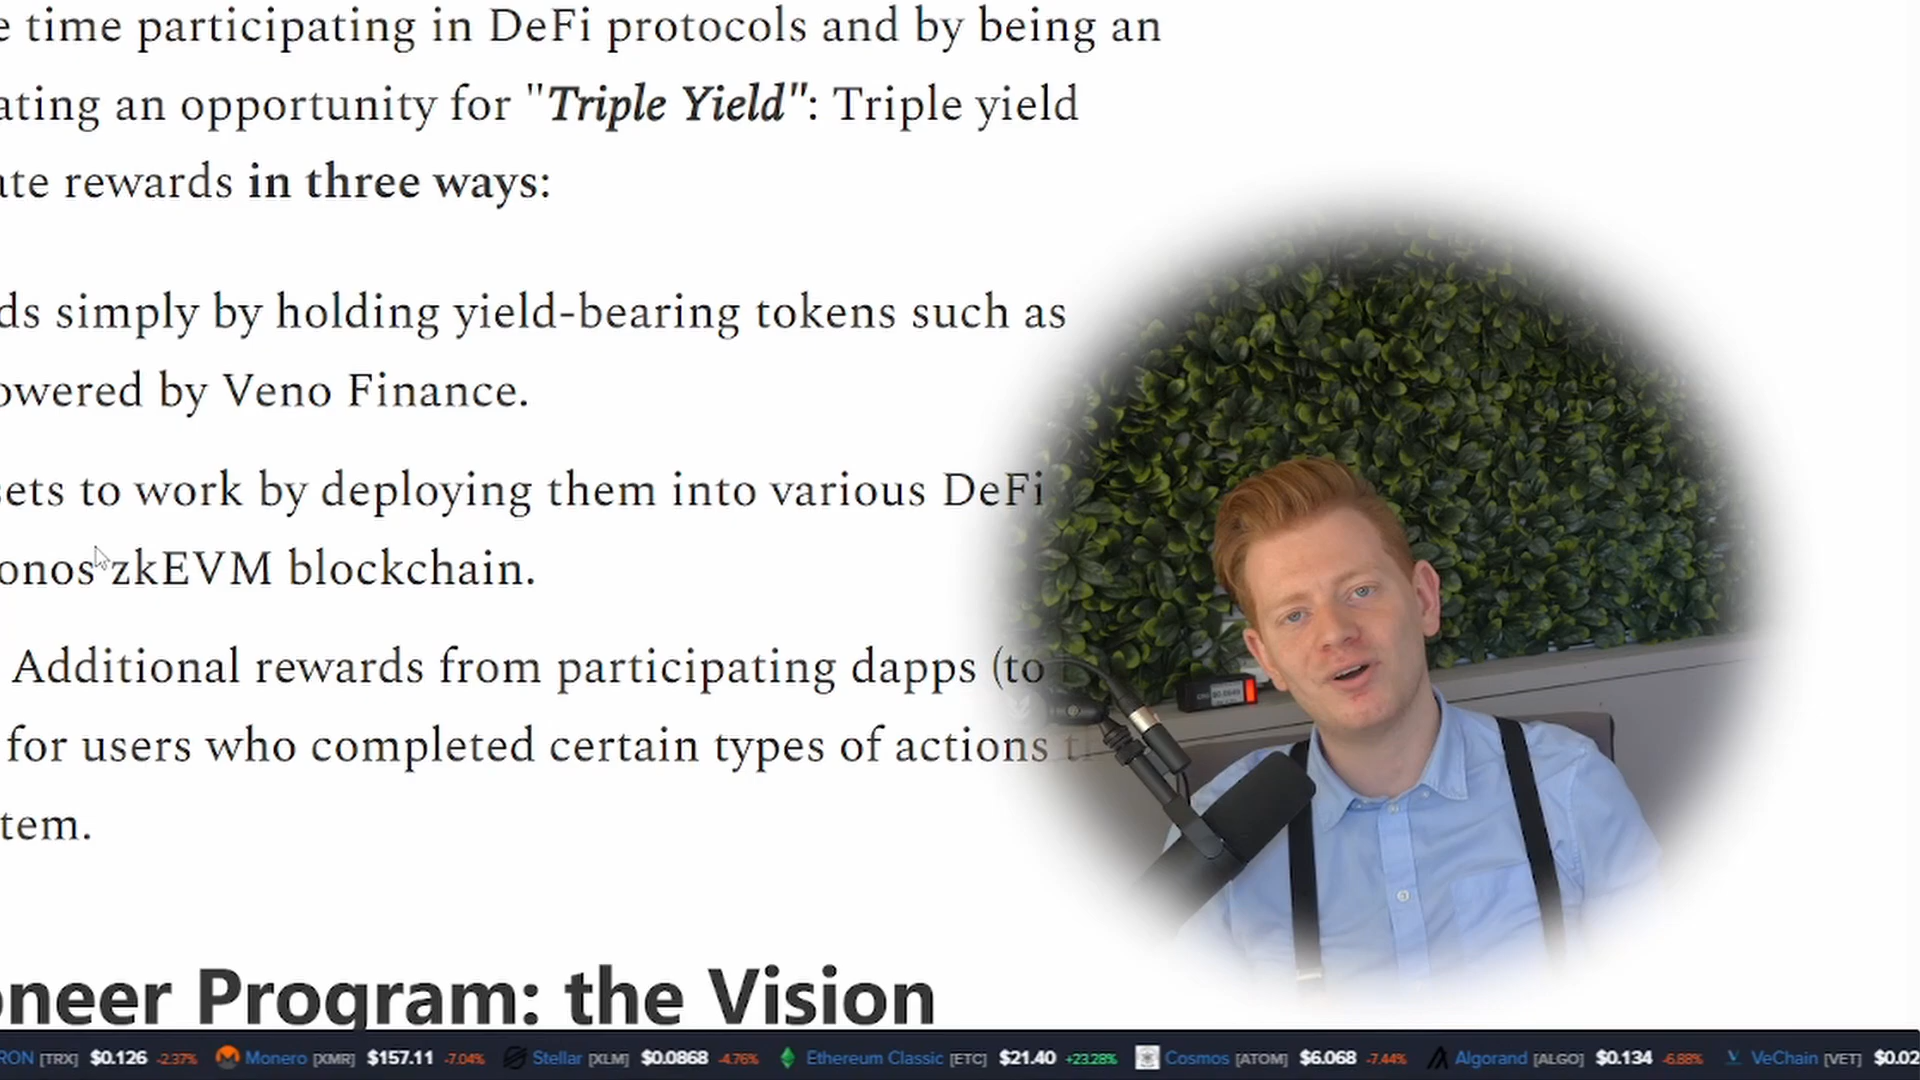 e time participating in DeFi protocols and by being an
ating an opportunity for "Triple Yield": Triple yield
ate rewards in three ways:
ds simply by holding yield-bearing tokens such as
owered by Veno Finance.
sets to work by deploying them into various DeFi
onos zkEVM blockchain.
Additional rewards from participating dapps (to
for users who completed certain types of actions
tem.
oneer Program: the Vision
RON [TRX] $0.126 -2.37% Monero [XMR] $157.11 -7.04% Stellar [XLM] $0.0868 -4.76% Ethereum Classic [ETC] $21.40 +23.28% Cosmos [ATOM] $6.068 -7.44% Algorand [ALGO] $0.134 -6.88% VeChain [VET] $0.02